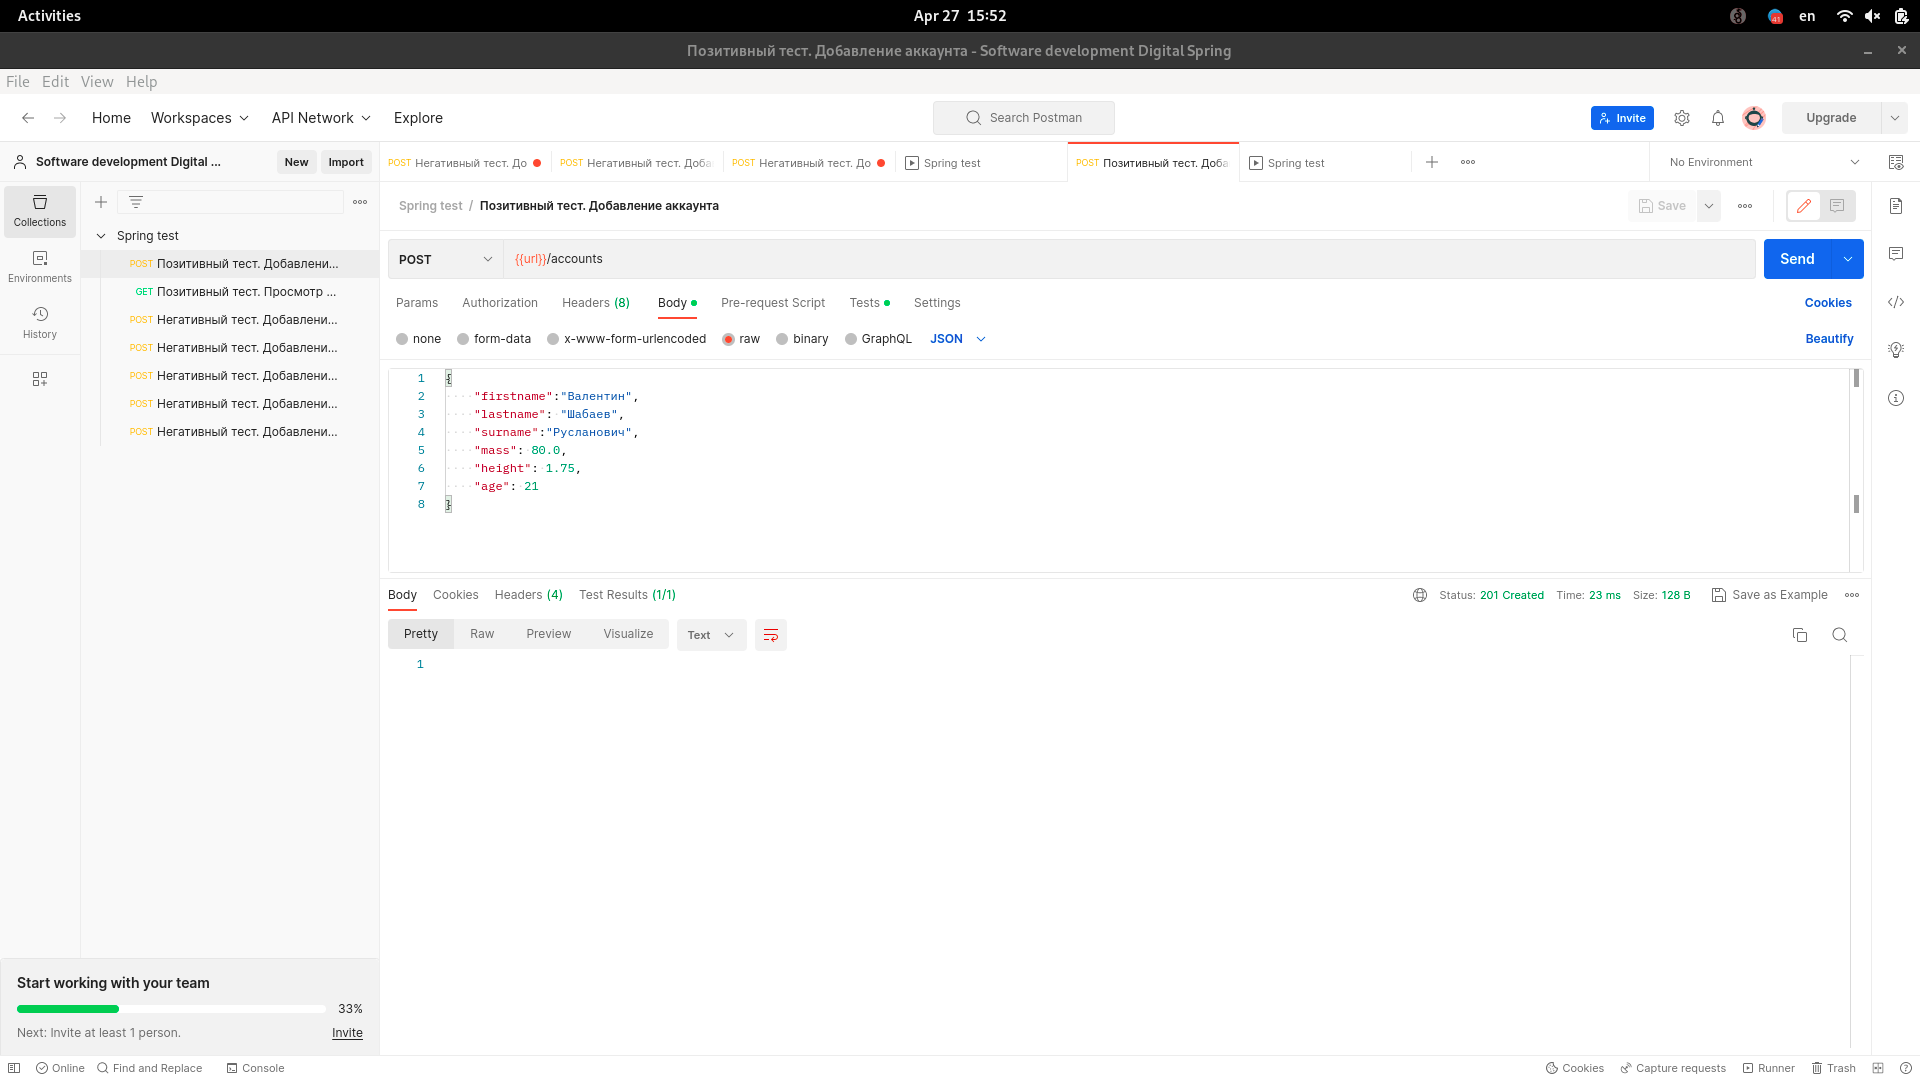 Activities
Apr 27 15:52
41
en
Позитивный тест. Добавление аккаунта - Software development Digital Spring
File Edit View Help
Home Workspaces API Network Explore
Search Postman
Invite
Upgrade
Software development Digital ...
New Import
POST Негативный тест. До
POST Негативный тест. Доба
POST Негативный тест. До
Spring test
POST Позитивный тест. Доба
Spring test
No Environment
Collections
Environments
History
Spring test
POST Позитивный тест. Добавлени...
GET Позитивный тест. Просмотр ...
POST Негативный тест. Добавлени...
POST Негативный тест. Добавлени...
POST Негативный тест. Добавлени...
POST Негативный тест. Добавлени...
POST Негативный тест. Добавлени...
Spring test / Позитивный тест. Добавление аккаунта
Save
POST {{url}}/accounts
Send
Params Authorization Headers (8) Body Pre-request Script Tests Settings
Cookies
none form-data x-www-form-urlencoded raw binary GraphQL JSON
Beautify
1 {
2 "firstname":"Валентин",
3 "lastname": "Шабаев",
4 "surname":"Русланович",
5 "mass": 80.0,
6 "height": 1.75,
7 "age": 21
8 }
Body Cookies Headers (4) Test Results (1/1)
Status: 201 Created Time: 23 ms Size: 128 B Save as Example
Pretty Raw Preview Visualize Text
1
Start working with your team
33%
Next: Invite at least 1 person. Invite
Online Find and Replace Console
Cookies Capture requests Runner Trash